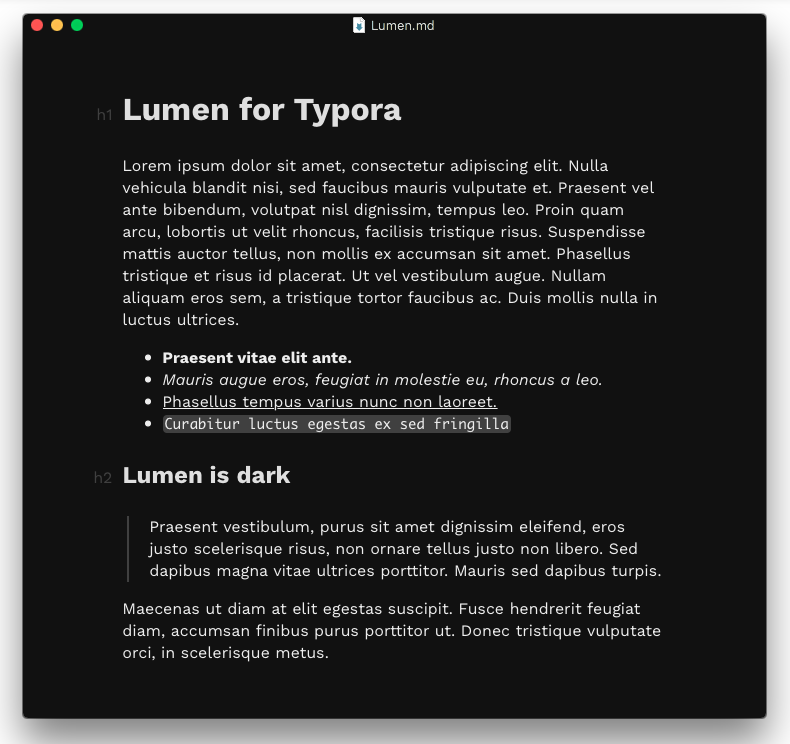 Lumen.md
h1 Lumen for Typora
Lorem ipsum dolor sit amet, consectetur adipiscing elit. Nulla
vehicula blandit nisi, sed faucibus mauris vulputate et. Praesent vel
ante bibendum, volutpat nisl dignissim, tempus leo. Proin quam
arcu, lobortis ut velit rhoncus, facilisis tristique risus. Suspendisse
mattis auctor tellus, non mollis ex accumsan sit amet. Phasellus
tristique et risus id placerat. Ut vel vestibulum augue. Nullam
aliquam eros sem, a tristique tortor faucibus ac. Duis mollis nulla in
luctus ultrices.
• Praesent vitae elit ante.
• Mauris augue eros, feugiat in molestie eu, rhoncus a leo.
• Phasellus tempus varius nunc non laoreet.
• Curabitur luctus egestas ex sed fringilla
h2 Lumen is dark
Praesent vestibulum, purus sit amet dignissim eleifend, eros
justo scelerisque risus, non ornare tellus justo non libero. Sed
dapibus magna vitae ultrices porttitor. Mauris sed dapibus turpis.
Maecenas ut diam at elit egestas suscipit. Fusce hendrerit feugiat
diam, accumsan finibus purus porttitor ut. Donec tristique vulputate
orci, in scelerisque metus.